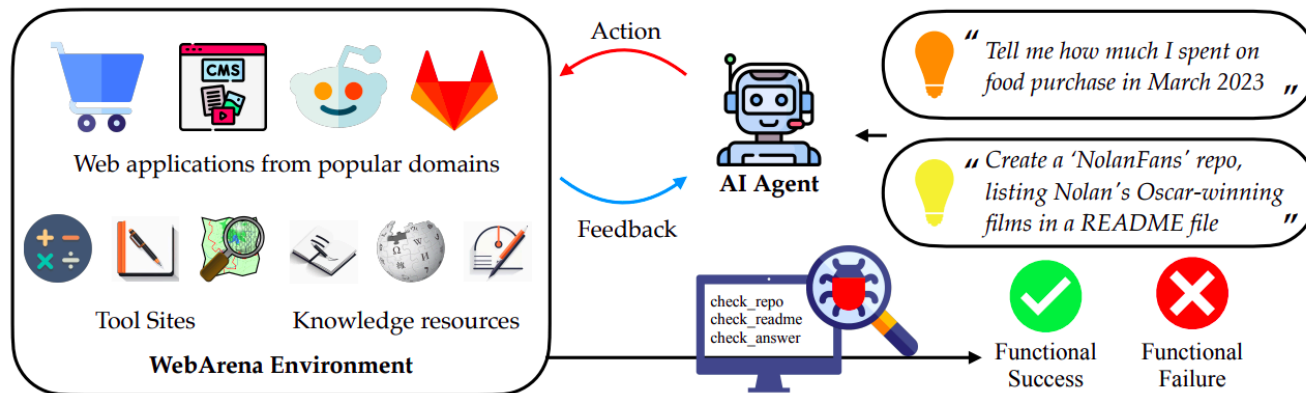 CMS
Web applications from popular domains
Tool Sites
Knowledge resources
WebArena Environment
Action
Feedback
AI Agent
“ Tell me how much I spent on
food purchase in March 2023 ”
“ Create a ‘NolanFans’ repo,
listing Nolan’s Oscar-winning
films in a README file ”
check_repo
check_readme
check_answer
Functional
Success
Functional
Failure